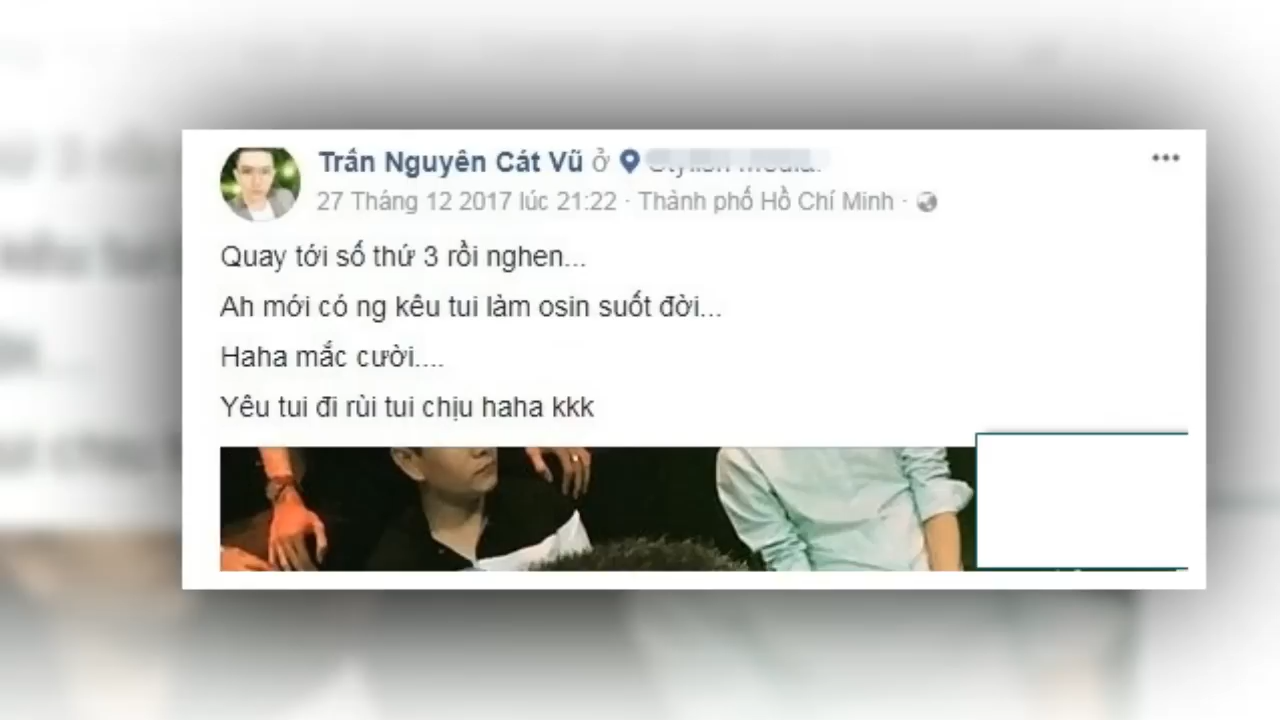 Trấn Nguyên Cát Vũ ở
27 Tháng 12 2017 lúc 21:22 · Thành phố Hồ Chí Minh ·
Quay tới số thứ 3 rồi nghen...
Ah mới có ng kêu tui làm osin suốt đời...
Haha mắc cười....
Yêu tui đi rùi tui chịu haha kkk